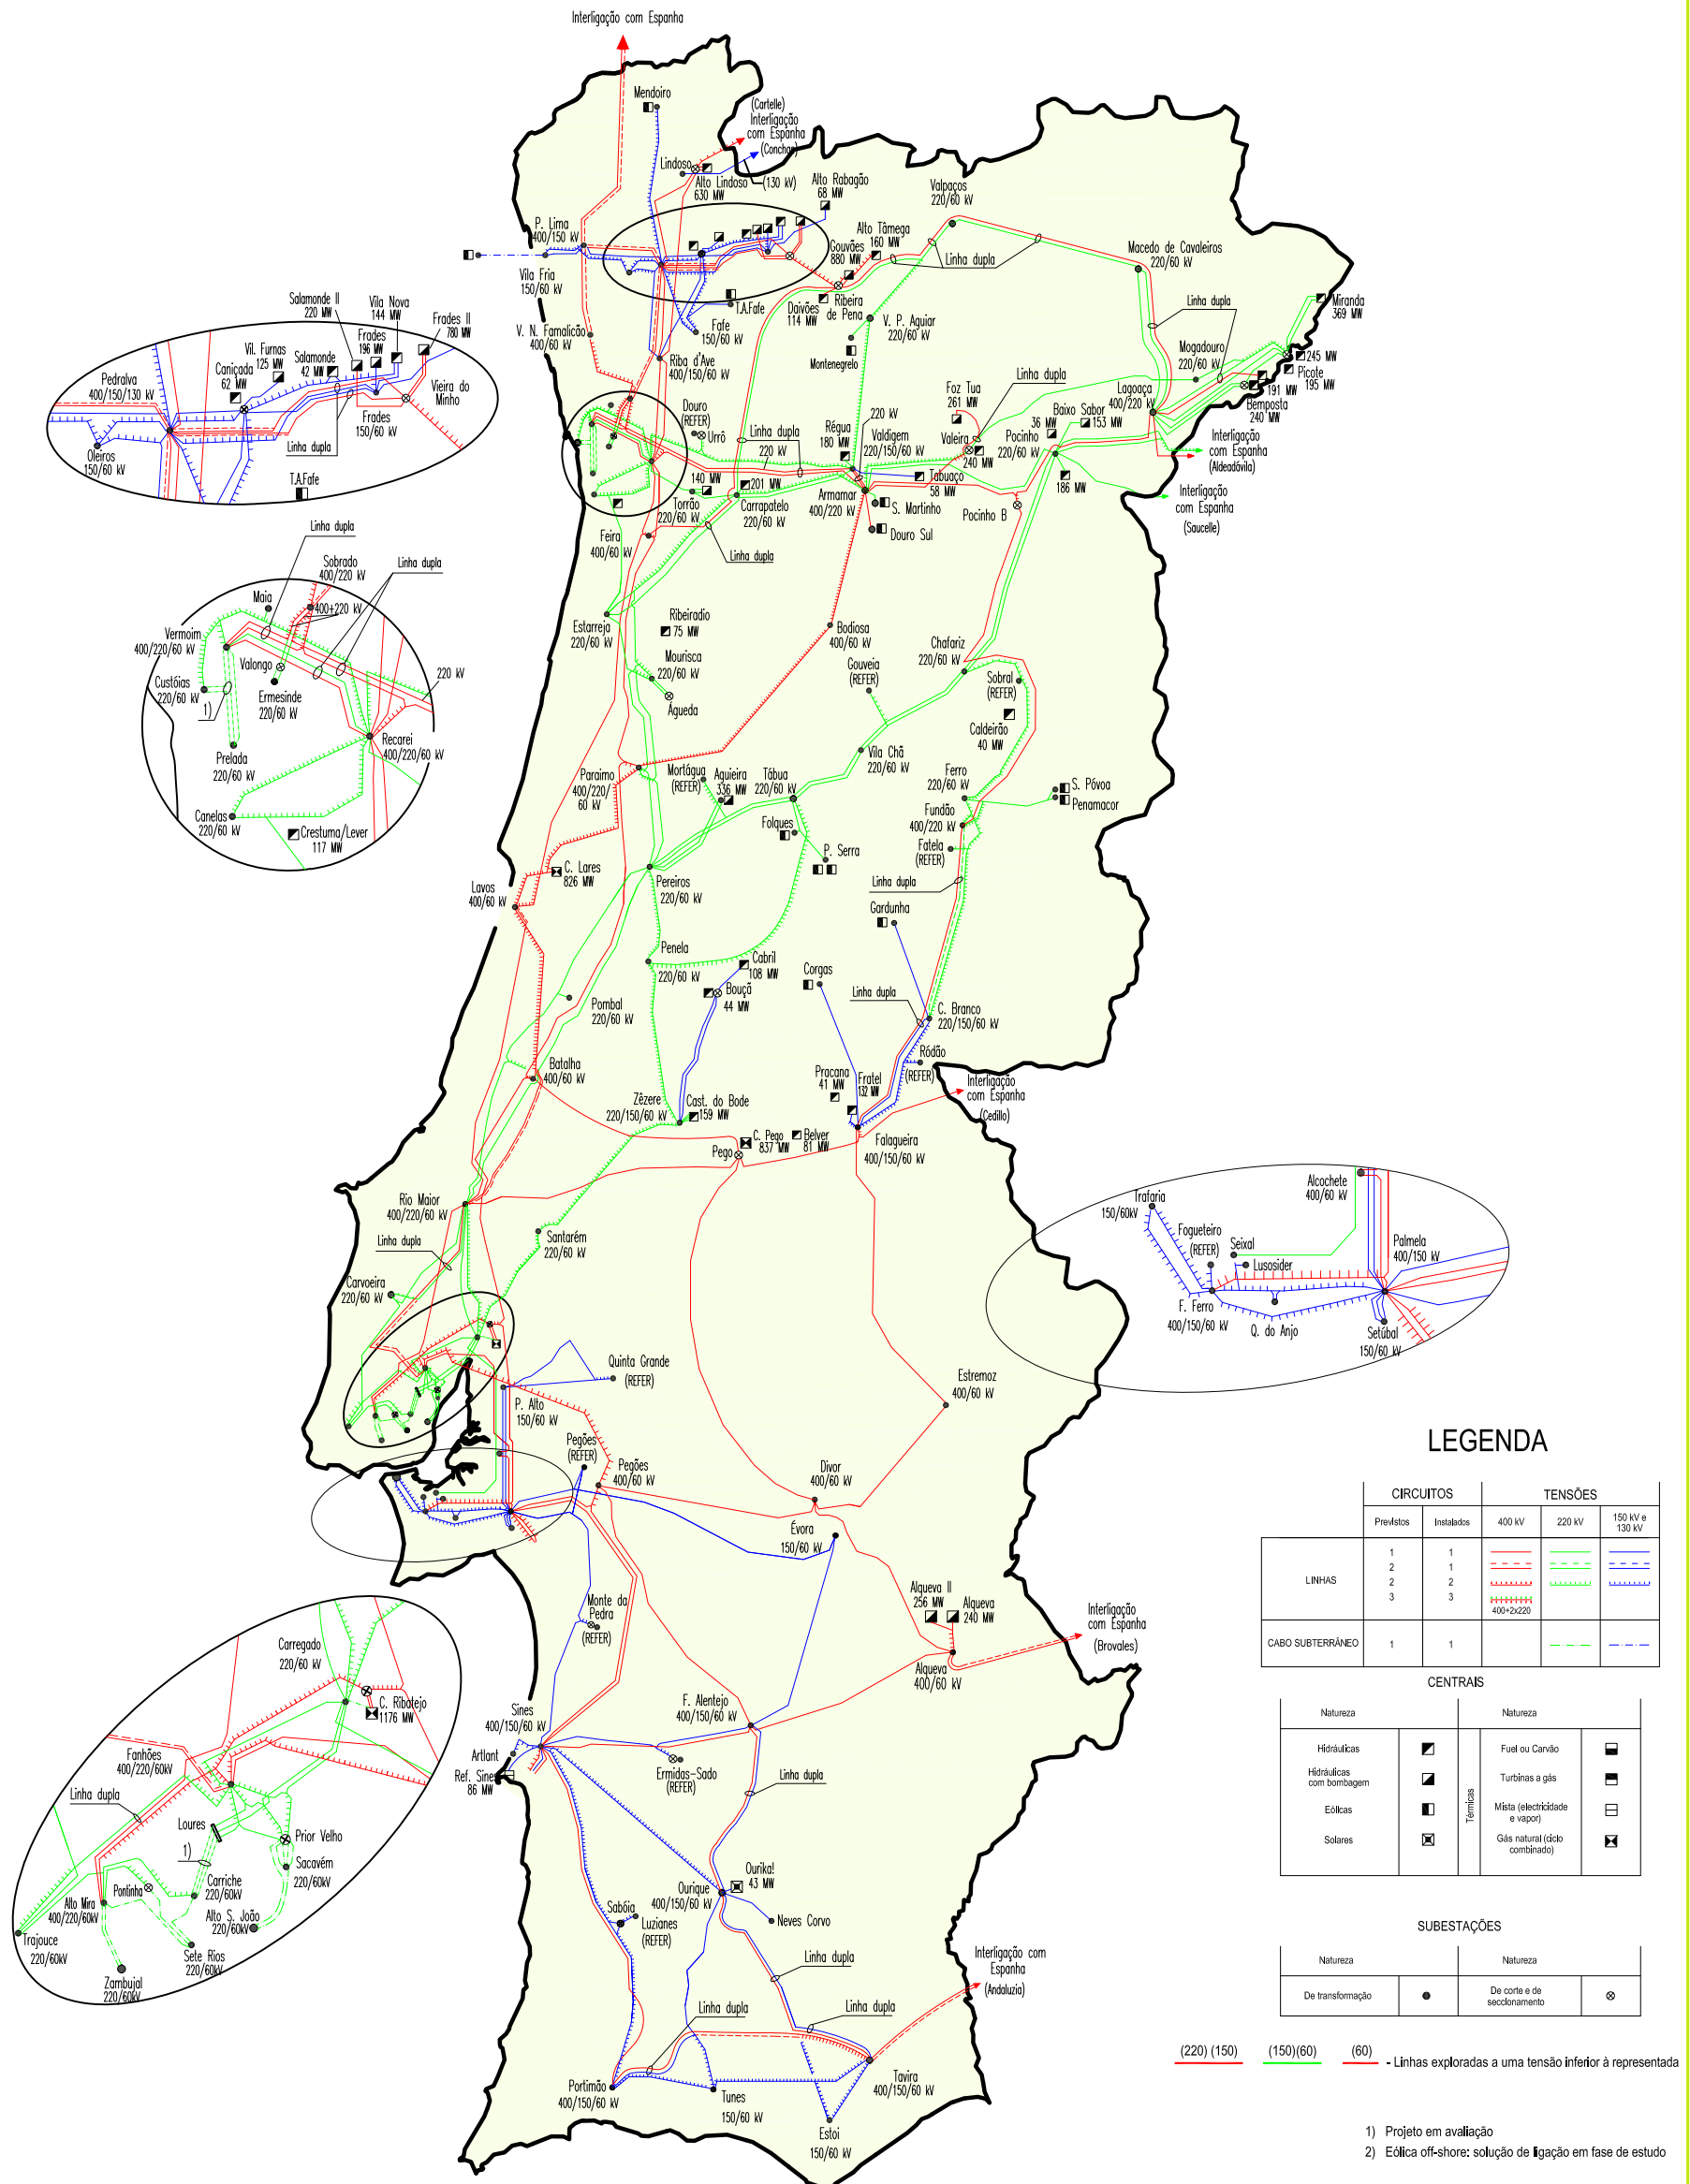 Interligação com Espanha
Mendoiro
(Cartelle)
Interligação
com Espanha
(Conchas)
Lindoso
Alto Lindoso
630 MW
(130 kV)
Alto Rabagão
68 MW
Valpaços
220/60 kV
P. Lima
400/150 kV
Alto Tâmega
160 MW
Gouvães
880 MW
Linha dupla
Macedo de Cavaleiros
220/60 kV
Vila Fria
150/60 kV
T.A.Fafe
Daivões
114 MW
Ribeira
de Pena
Linha dupla
Miranda
369 MW
V. N. Famalicão
400/60 kV
Fafe
150/60 kV
V. P. Aguiar
220/60 kV
Montenegrelo
Riba d'Ave
400/150/60 kV
Mogadouro
220/60 kV
245 MW
Picote
195 MW
191 MW
Bemposta
240 MW
Salamonde II
220 MW
Vila Nova
144 MW
Frades II
780 MW
Frades
196 MW
Vil. Furnas
125 MW
Salamonde
42 MW
Caniçada
62 MW
Pedralva
400/150/130 kV
Vieira do
Minho
Frades
150/60 kV
Linha dupla
Oleiros
150/60 kV
T.A.Fafe
Foz Tua
261 MW
Linha dupla
Lagoaça
400/220 kV
Douro
(REFER)
Urrô
Linha dupla
220 kV
Régua
180 MW
220 kV
Valdigem
220/150/60 kV
Valeira
240 MW
Baixo Sabor
36 MW
153 MW
Pocinho
220/60 kV
186 MW
Interligação
com Espanha
(Aldeadávila)
Interligação
com Espanha
(Saucelle)
140 MW
Torrão
220/60 kV
201 MW
Carrapatelo
220/60 kV
Tabuaço
58 MW
Armamar
400/220 kV
S. Martinho
Douro Sul
Pocinho B
Feira
400/60 kV
Linha dupla
Linha dupla
Sobrado
400/220 kV
Linha dupla
Maia
400+220 kV
Vermoim
400/220/60 kV
Valongo
Custóias
220/60 kV
1)
Ermesinde
220/60 kV
220 kV
Prelada
220/60 kV
Recarei
400/220/60 kV
Canelas
220/60 kV
Crestuma/Lever
117 MW
Estarreja
220/60 kV
Ribeiradio
75 MW
Bodiosa
400/60 kV
Mourisca
220/60 kV
Águeda
Gouveia
(REFER)
Chafariz
220/60 kV
Sobral
(REFER)
Caldeirão
40 MW
Vila Chã
220/60 kV
Paraimo
400/220/
60 kV
Mortágua
(REFER)
Aguieira
336 MW
Tábua
220/60 kV
Ferro
220/60 kV
S. Póvoa
Penamacor
Fundão
400/220 kV
Folques
P. Serra
Fatela
(REFER)
C. Lares
826 MW
Lavos
400/60 kV
Pereiros
220/60 kV
Linha dupla
Gardunha
Penela
220/60 kV
Cabril
108 MW
Bouçã
44 MW
Corgas
Linha dupla
C. Branco
220/150/60 kV
Pombal
220/60 kV
Batalha
400/60 kV
Ródão
(REFER)
Pracana
41 MW
Fratel
132 MW
Interligação
com Espanha
(Cedillo)
Zêzere
220/150/60 kV
Cast. do Bode
159 MW
C. Pego
837 MW
Belver
81 MW
Pego
Falagueira
400/150/60 kV
Rio Maior
400/220/60 kV
Linha dupla
Santarém
220/60 kV
Carvoeira
220/60 kV
Quinta Grande
(REFER)
P. Alto
150/60 kV
Estremoz
400/60 kV
Alcochete
400/60 kV
Trafaria
150/60kV
Fogueteiro
(REFER)
Seixal
Lusosider
Palmela
400/150 kV
F. Ferro
400/150/60 kV
Q. do Anjo
Setúbal
150/60 kV
Pegões
(REFER)
Pegões
400/60 kV
Divor
400/60 kV
Évora
150/60 kV
Monte da
Pedra
(REFER)
Alqueva II
256 MW
Alqueva
240 MW
Interligação
com Espanha
(Brovales)
Alqueva
400/60 kV
Carregado
220/60 kV
C. Ribatejo
1176 MW
Fanhões
400/220/60kV
Linha dupla
Loures
1)
Prior Velho
Sacavém
220/60kV
Carriche
220/60kV
Pontinha
Alto Mira
400/220/60kV
Alto S. João
220/60kV
Trajouce
220/60kV
Sete Rios
220/60kV
Zambujal
220/60kV
Sines
400/150/60 kV
F. Alentejo
400/150/60 kV
Artlant
Ref. Sines
86 MW
Ermidas-Sado
(REFER)
Linha dupla
Ourika!
43 MW
Ourique
400/150/60 kV
Neves Corvo
Sabóia
Luzianes
(REFER)
Linha dupla
Interligação com
Espanha
(Andaluzia)
Linha dupla
Linha dupla
Portimão
400/150/60 kV
Tunes
150/60 kV
Tavira
400/150/60 kV
Estoi
150/60 kV
LEGENDA
CIRCUITOS
TENSÕES
Previstos
Instalados
400 kV
220 kV
150 kV e
130 kV
LINHAS
1 1
2 1
2 2
3 3
400+2x220
CABO SUBTERRÂNEO
1 1
CENTRAIS
Natureza
Natureza
Hidráulicas
Fuel ou Carvão
Hidráulicas
com bombagem
Turbinas a gás
Eólicas
Térmicas
Mista (electricidade
e vapor)
Solares
Gás natural (ciclo
combinado)
SUBESTAÇÕES
Natureza
Natureza
De transformação
De corte e de
seccionamento
(220) (150)
(150)(60)
(60)
- Linhas exploradas a uma tensão inferior à representada
1) Projeto em avaliação
2) Eólica off-shore: solução de ligação em fase de estudo